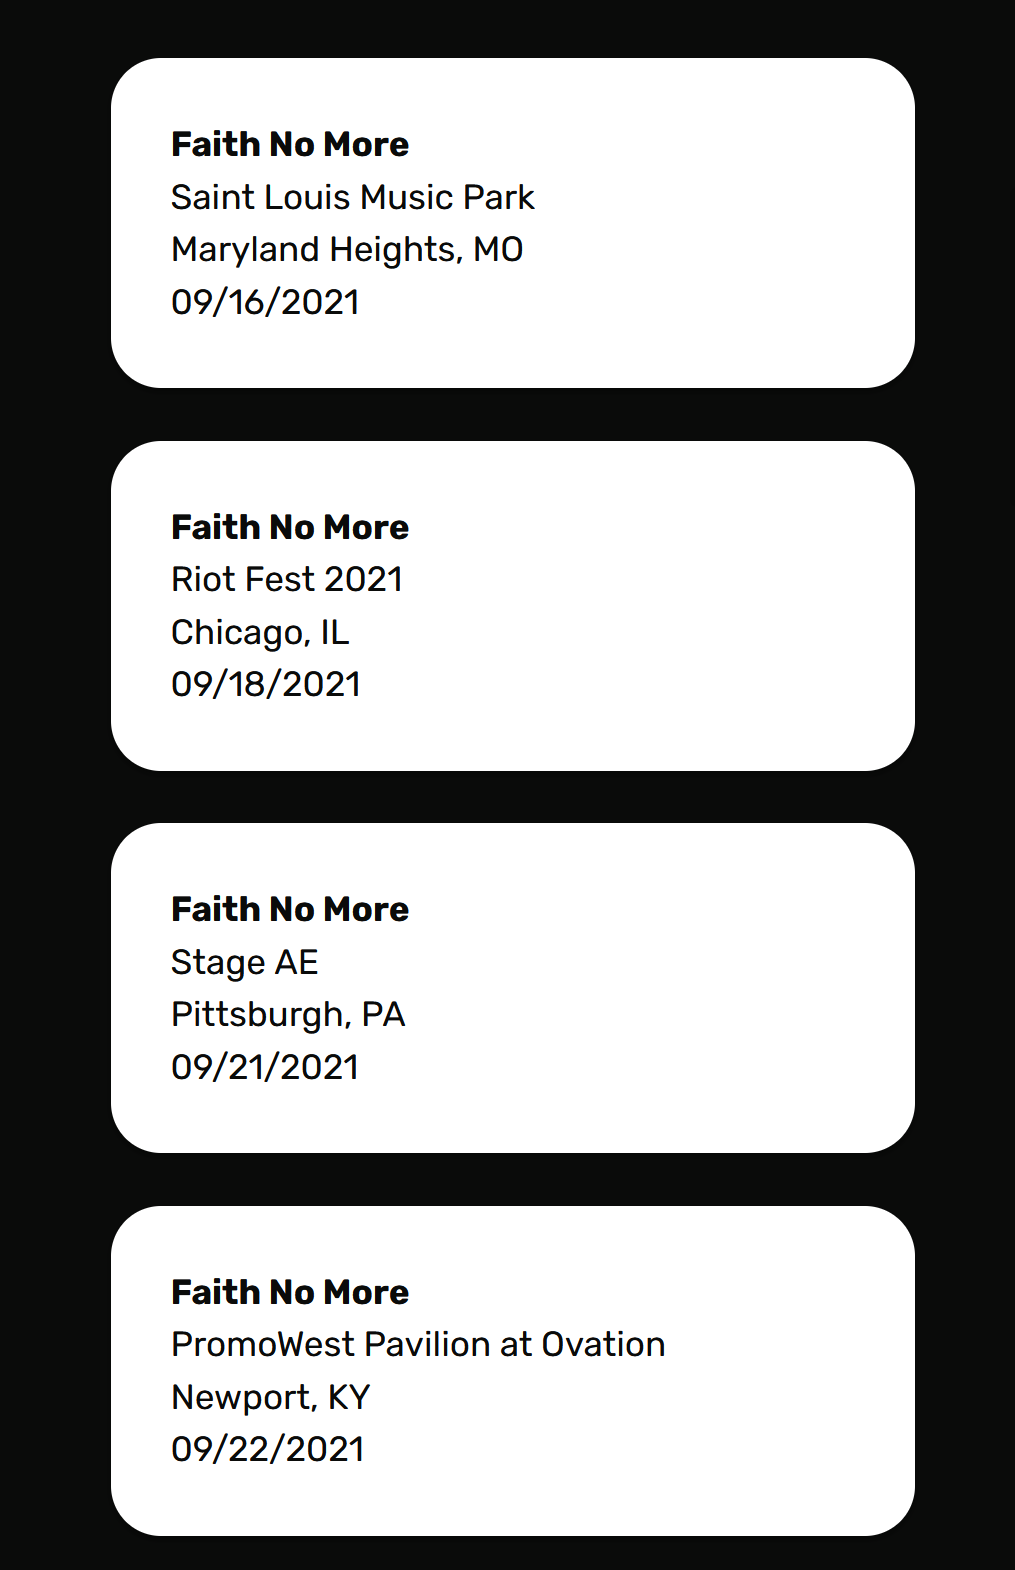 Faith No More
Saint Louis Music Park
Maryland Heights, MO
09/16/2021
Faith No More
Riot Fest 2021
Chicago, IL
09/18/2021
Faith No More
Stage AE
Pittsburgh, PA
09/21/2021
Faith No More
PromoWest Pavilion at Ovation
Newport, KY
09/22/2021